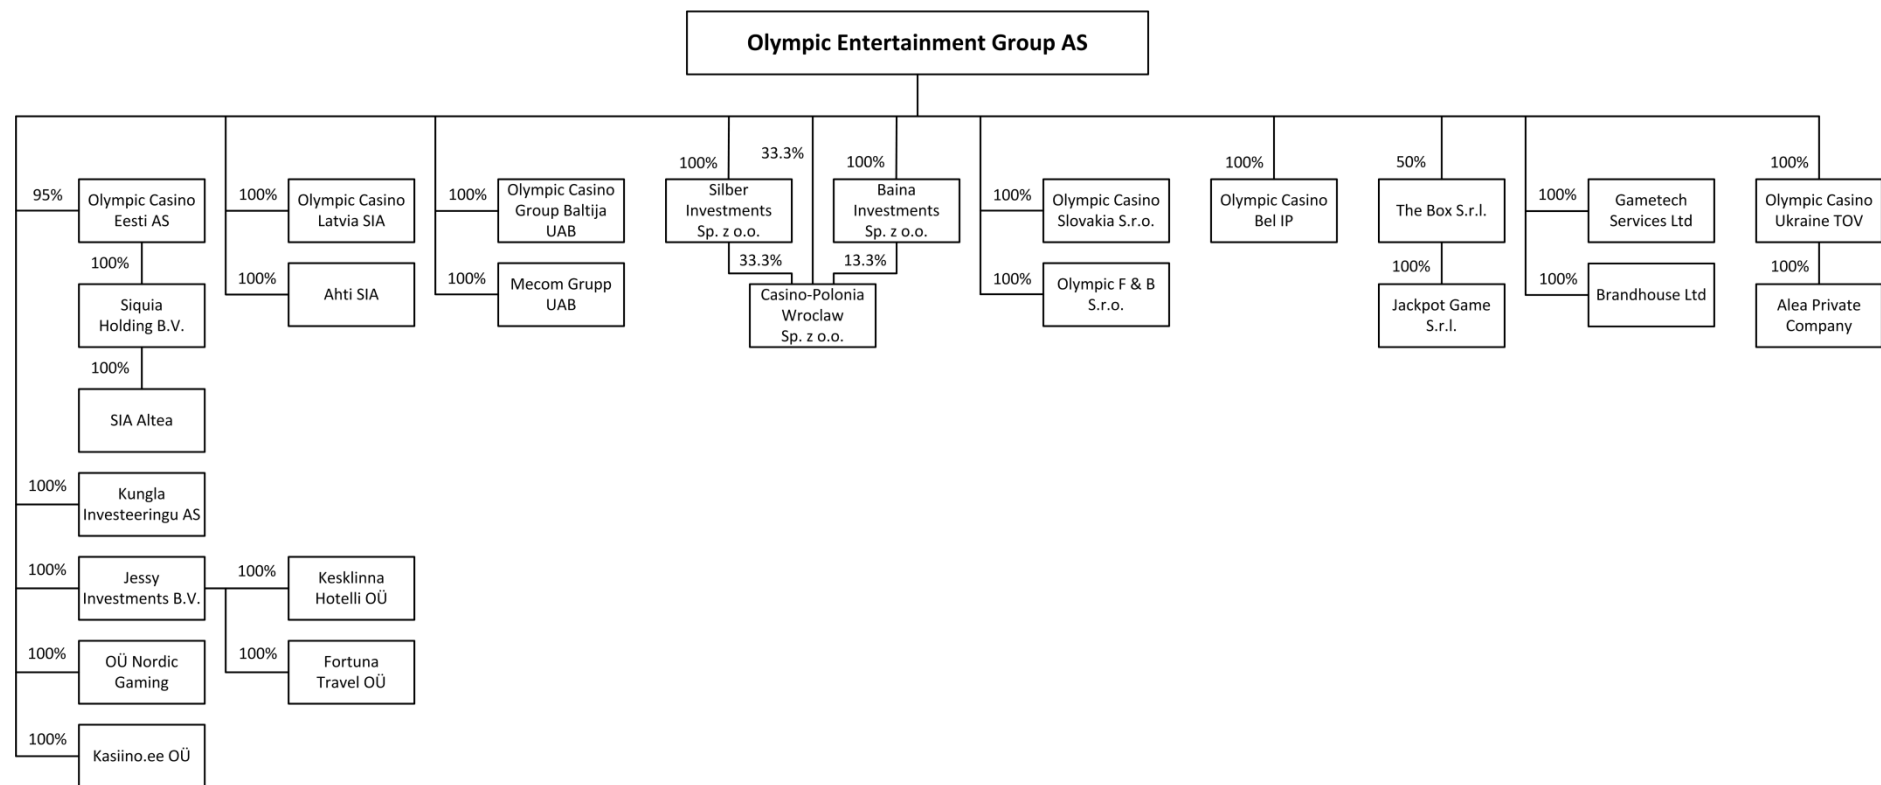 Olympic Entertainment Group AS
95%
Olympic Casino
Eesti AS
100%
Siquia
Holding B.V.
100%
SIA Altea
100%
Kungla
Investeeringu AS
100%
Jessy
Investments B.V.
100%
Kesklinna
Hotelli OÜ
100%
Fortuna
Travel OÜ
100%
OÜ Nordic
Gaming
100%
Kasiino.ee OÜ
100%
Olympic Casino
Latvia SIA
100%
Ahti SIA
100%
Olympic Casino
Group Baltija
UAB
100%
Mecom Grupp
UAB
100%
Silber
Investments
Sp. z o.o.
33.3%
33.3%
100%
Baina
Investments
Sp. z o.o.
13.3%
Casino-Polonia
Wroclaw
Sp. z o.o.
100%
Olympic Casino
Slovakia S.r.o.
100%
Olympic F & B
S.r.o.
100%
Olympic Casino
Bel IP
50%
The Box S.r.l.
100%
Jackpot Game
S.r.l.
100%
Gametech
Services Ltd
100%
Brandhouse Ltd
100%
Olympic Casino
Ukraine TOV
100%
Alea Private
Company